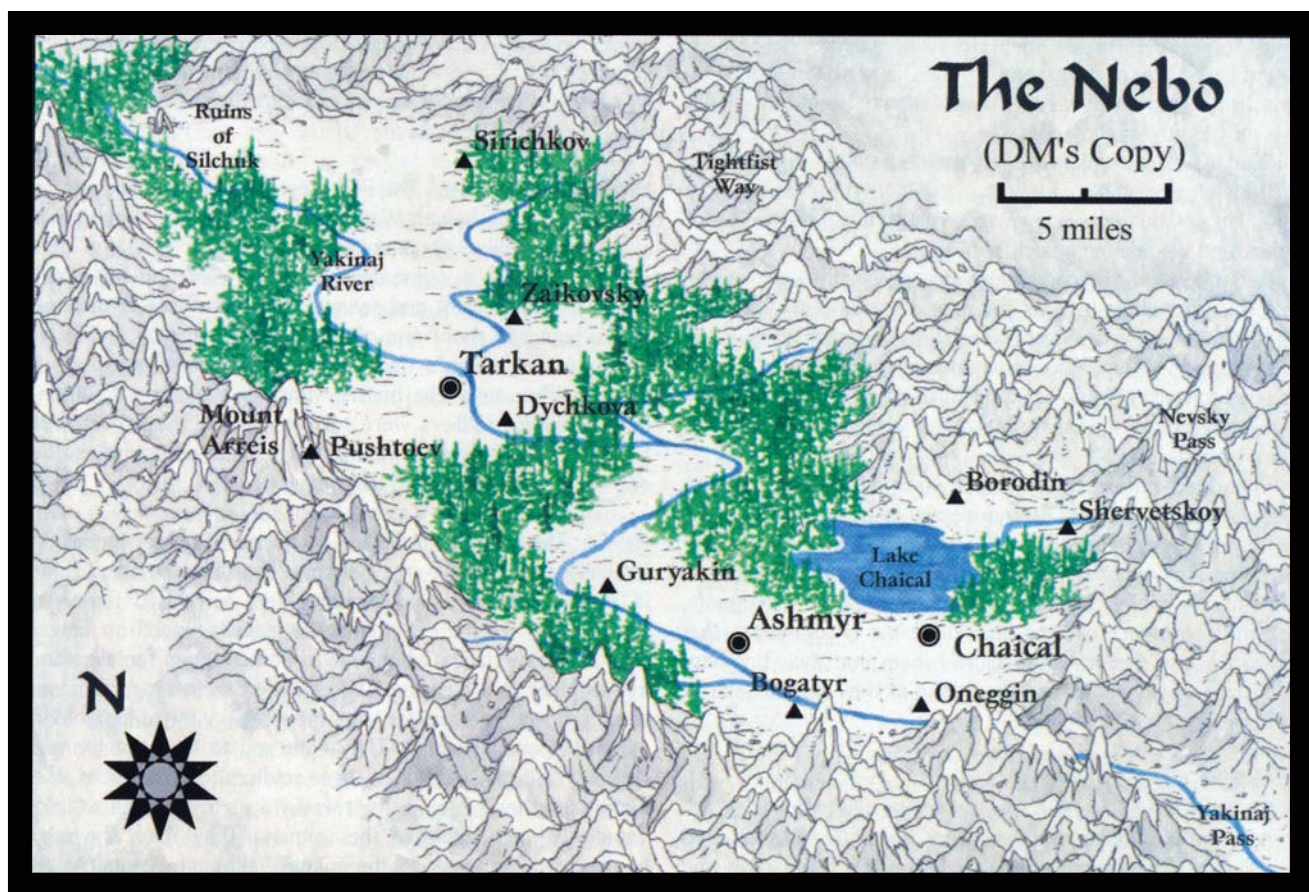 The Nebo
(DM's Copy)
5 miles
Ruins
of
Silchuk
Sirichkov
Tightfist
Way
Yakinaj
River
Zaikovsky
Tarkan
Dychkova
Mount
Arreis
Pushtoev
Nevsky
Pass
Borodin
Shervetskoy
Lake
Chaical
Guryakin
Ashmyr
Chaical
Bogatyr
Oneggin
N
Yakinaj
Pass